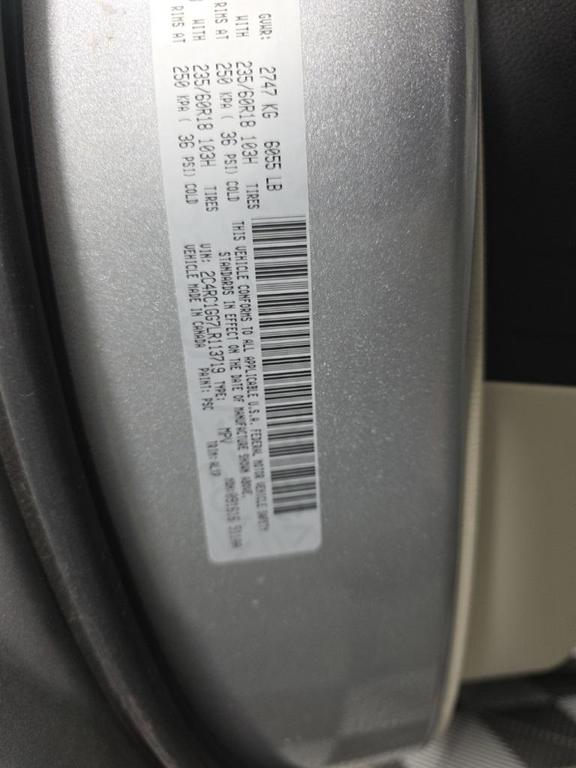 GVWR: 2747 KG 6055 LB
WITH 235/60R18 103H TIRES
RIMS AT 250 KPA ( 36 PSI) COLD
WITH 235/60R18 103H TIRES
RIMS AT 250 KPA ( 36 PSI) COLD
THIS VEHICLE CONFORMS TO ALL APPLICABLE U.S.A. FEDERAL MOTOR VEHICLE SAFETY
STANDARDS IN EFFECT ON THE DATE OF MANUFACTURE SHOWN ABOVE.
VIN: 2C4RC1GG7LR113719 TYPE: MPV
VEHICLE MADE IN CANADA PAINT: PSC TRIM: